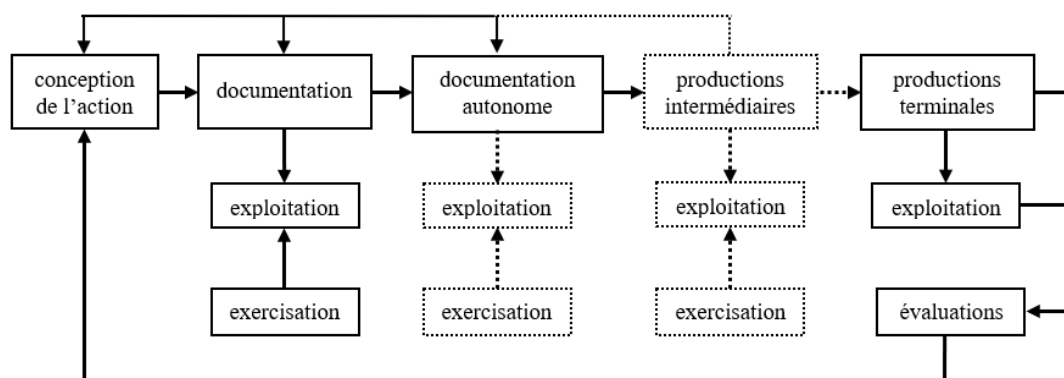 conception
de l’action
documentation
documentation
autonome
productions
intermédiaires
productions
terminales
exploitation
exploitation
exploitation
exploitation
exercisation
exercisation
exercisation
évaluations